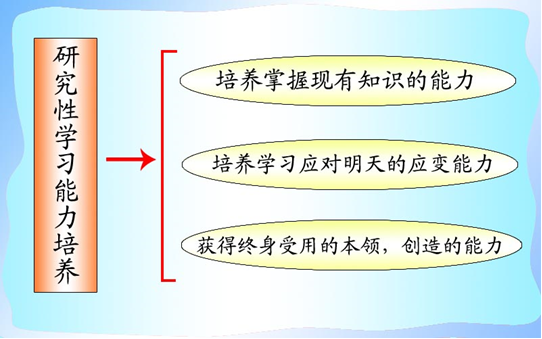 研究性学习能力培养
培养掌握现有知识的能力
培养学习应对明天的应变能力
获得终身受用的本领，创造的能力